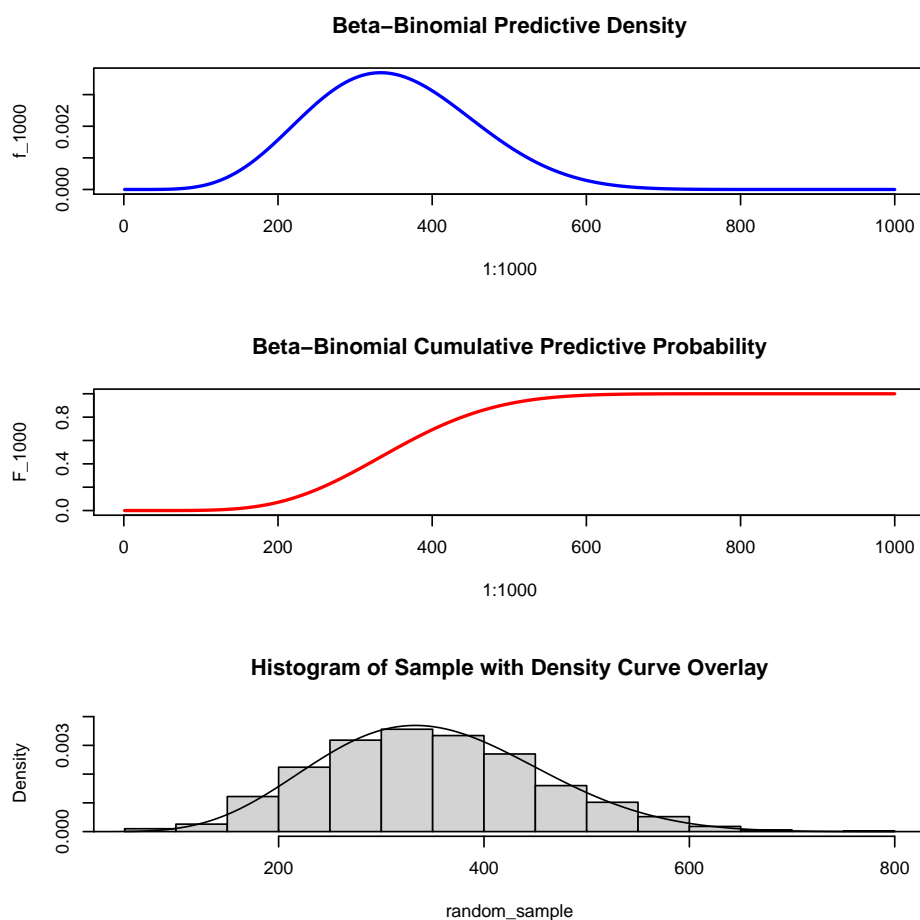 Beta−Binomial Predictive Density
f_1000
0.002
0.000
0 200 400 600 800 1000
1:1000
Beta−Binomial Cumulative Predictive Probability
F_1000
0.8
0.4
0.0
0 200 400 600 800 1000
1:1000
Histogram of Sample with Density Curve Overlay
Density
0.003
0.000
200 400 600 800
random_sample